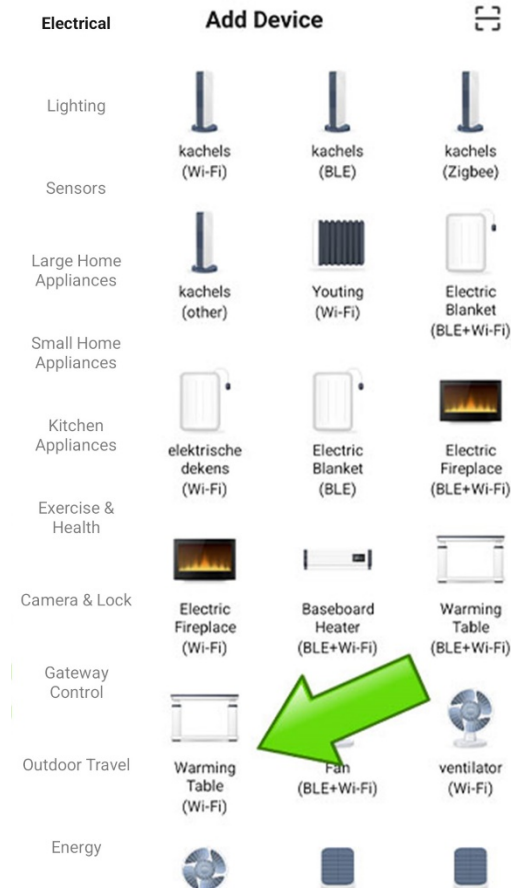 Electrical
Add Device
Lighting
Sensors
Large Home
Appliances
Small Home
Appliances
Kitchen
Appliances
Exercise &
Health
Camera & Lock
Gateway
Control
Outdoor Travel
Energy
kachels
(Wi-Fi)
kachels
(BLE)
kachels
(Zigbee)
kachels
(other)
Youting
(Wi-Fi)
Electric
Blanket
(BLE+Wi-Fi)
elektrische
dekens
(Wi-Fi)
Electric
Blanket
(BLE)
Electric
Fireplace
(BLE+Wi-Fi)
Electric
Fireplace
(Wi-Fi)
Baseboard
Heater
(BLE+Wi-Fi)
Warming
Table
(BLE+Wi-Fi)
Warming
Table
(Wi-Fi)
Fan
(BLE+Wi-Fi)
ventilator
(Wi-Fi)